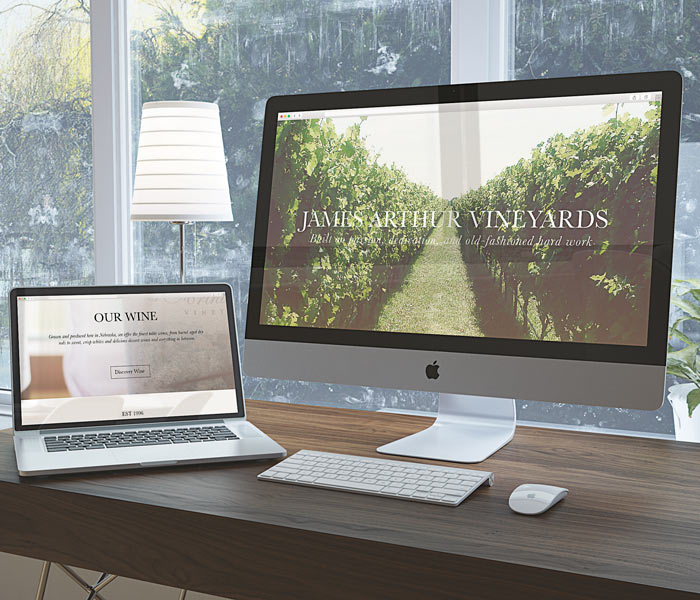 JAMES ARTHUR VINEYARDS
Built on passion, dedication, and old-fashioned hard work
OUR WINE
Grown and produced here in Nebraska, we offer the finest table wines, from barrel-aged dry
reds to sweet, crisp whites and delicious dessert wines and everything in between.
Discover Wine
EST 1996